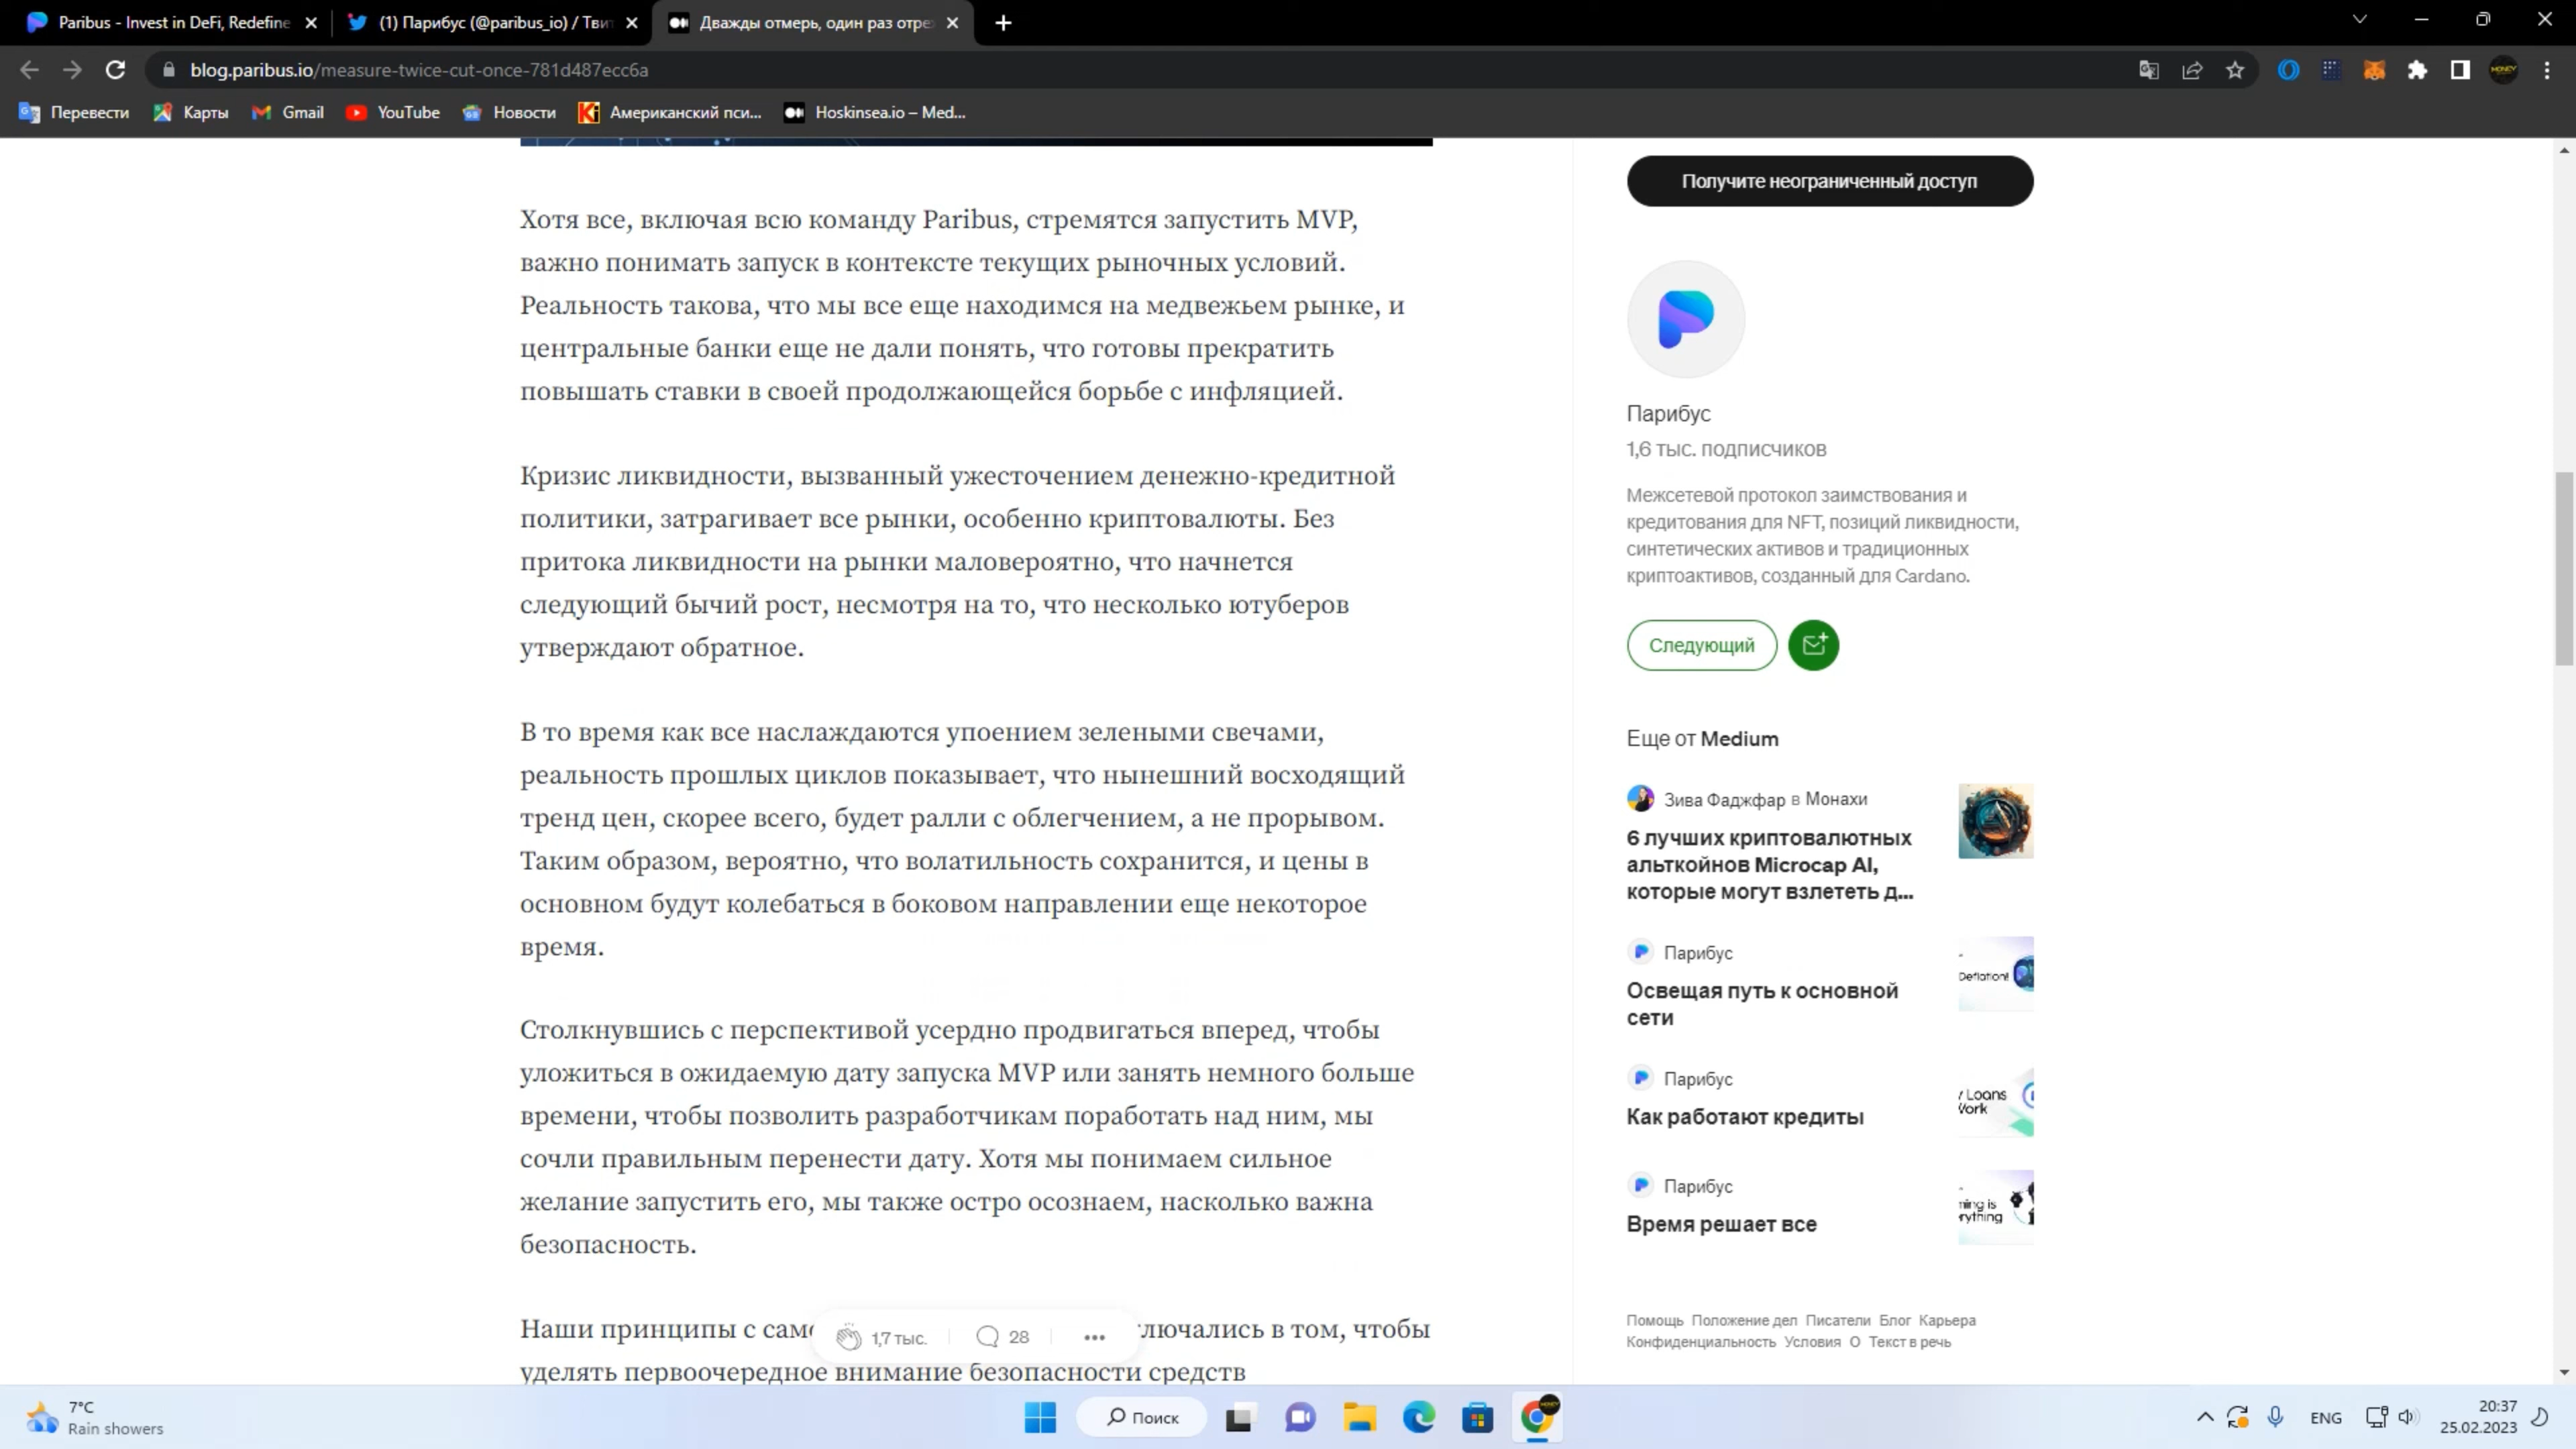 Paribus - Invest in DeFi, Redefine
(1) Парибус (@paribus_io) / Твит
Дважды отмерь, один раз отре
blog.paribus.io/measure-twice-cut-once-781d487ecc6a
Перевести
Карты
Gmail
YouTube
Новости
Американский пси...
Hoskinsea.io – Med...
Хотя все, включая всю команду Paribus, стремятся запустить MVP,
важно понимать запуск в контексте текущих рыночных условий.
Реальность такова, что мы все еще находимся на медвежьем рынке, и
центральные банки еще не дали понять, что готовы прекратить
повышать ставки в своей продолжающейся борьбе с инфляцией.
Кризис ликвидности, вызванный ужесточением денежно-кредитной
политики, затрагивает все рынки, особенно криптовалюты. Без
притока ликвидности на рынки маловероятно, что начнется
следующий бычий рост, несмотря на то, что несколько ютуберов
утверждают обратное.
В то время как все наслаждаются упоением зелеными свечами,
реальность прошлых циклов показывает, что нынешний восходящий
тренд цен, скорее всего, будет ралли с облегчением, а не прорывом.
Таким образом, вероятно, что волатильность сохранится, и цены в
основном будут колебаться в боковом направлении еще некоторое
время.
Столкнувшись с перспективой усердно продвигаться вперед, чтобы
уложиться в ожидаемую дату запуска MVP или занять немного больше
времени, чтобы позволить разработчикам поработать над ним, мы
сочли правильным перенести дату. Хотя мы понимаем сильное
желание запустить его, мы также остро осознаем, насколько важна
безопасность.
Наши принципы с само лючались в том, чтобы
уделять первоочередное внимание безопасности средств
1,7 тыс.
28
Получите неограниченный доступ
Парибус
1,6 тыс. подписчиков
Межсетевой протокол заимствования и
кредитования для NFT, позиций ликвидности,
синтетических активов и традиционных
криптоактивов, созданный для Cardano.
Следующий
Еще от Medium
Зива Фаджфар в Монахи
6 лучших криптовалютных
альткойнов Microcap AI,
которые могут взлететь д...
Парибус
Освещая путь к основной
сети
Deflation!
Парибус
Как работают кредиты
y Loans
Work
Парибус
Время решает все
ming is
erything
Помощь Положение дел Писатели Блог Карьера
Конфиденциальность Условия О Текст в речь
7°C
Rain showers
Поиск
MONEY
ENG
20:37
25.02.2023